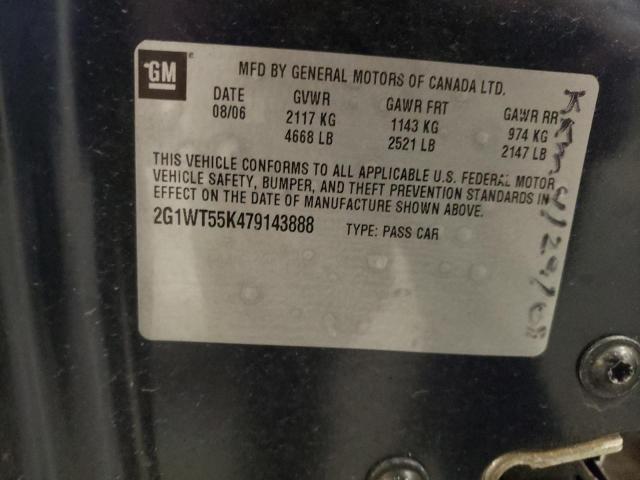 GM
MFD BY GENERAL MOTORS OF CANADA LTD.
DATE GVWR GAWR FRT GAWR RR
08/06 2117 KG 1143 KG 974 KG
4668 LB 2521 LB 2147 LB
THIS VEHICLE CONFORMS TO ALL APPLICABLE U.S. FEDERAL MOTOR
VEHICLE SAFETY, BUMPER, AND THEFT PREVENTION STANDARDS IN
EFFECT ON THE DATE OF MANUFACTURE SHOWN ABOVE.
2G1WT55K479143888 TYPE: PASS CAR